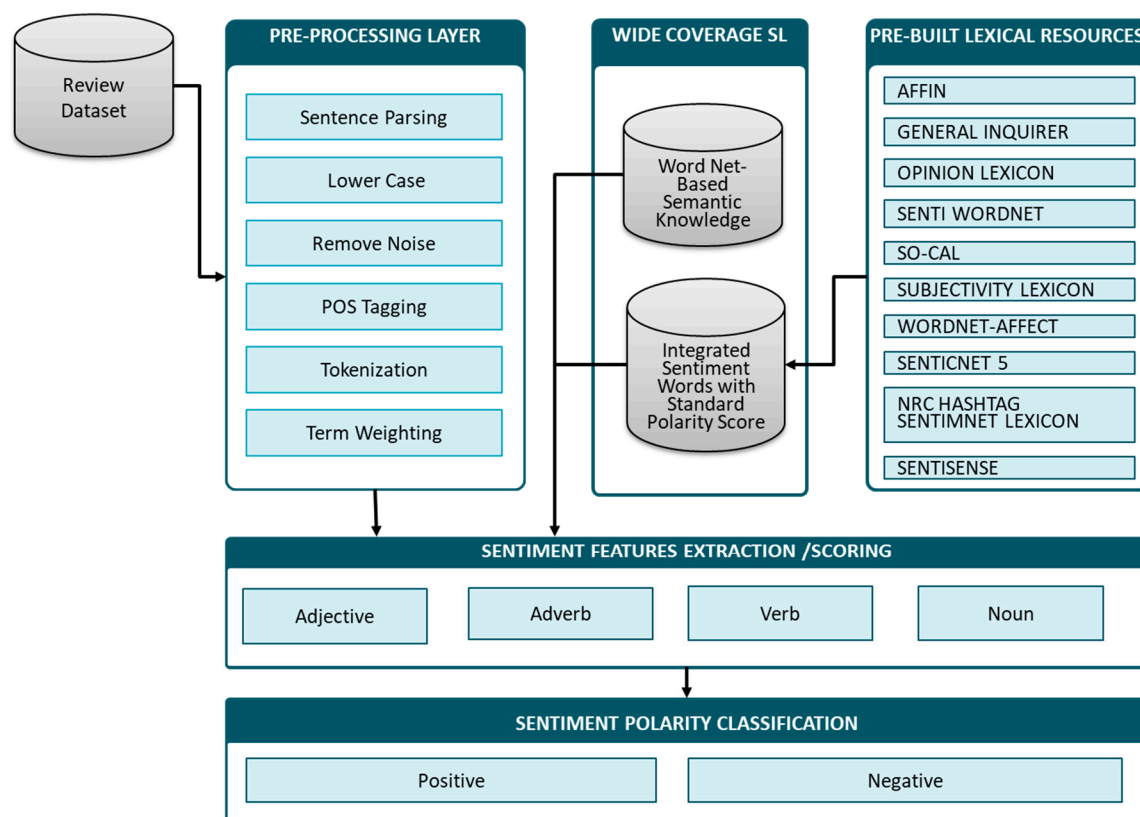 Review
Dataset
PRE-PROCESSING LAYER
Sentence Parsing
Lower Case
Remove Noise
POS Tagging
Tokenization
Term Weighting
WIDE COVERAGE SL
Word Net-
Based
Semantic
Knowledge
Integrated
Sentiment
Words with
Standard
Polarity Score
PRE-BUILT LEXICAL RESOURCES
AFFIN
GENERAL INQUIRER
OPINION LEXICON
SENTI WORDNET
SO-CAL
SUBJECTIVITY LEXICON
WORDNET-AFFECT
SENTICNET 5
NRC HASHTAG
SENTIMNET LEXICON
SENTISENSE
SENTIMENT FEATURES EXTRACTION /SCORING
Adjective
Adverb
Verb
Noun
SENTIMENT POLARITY CLASSIFICATION
Positive
Negative